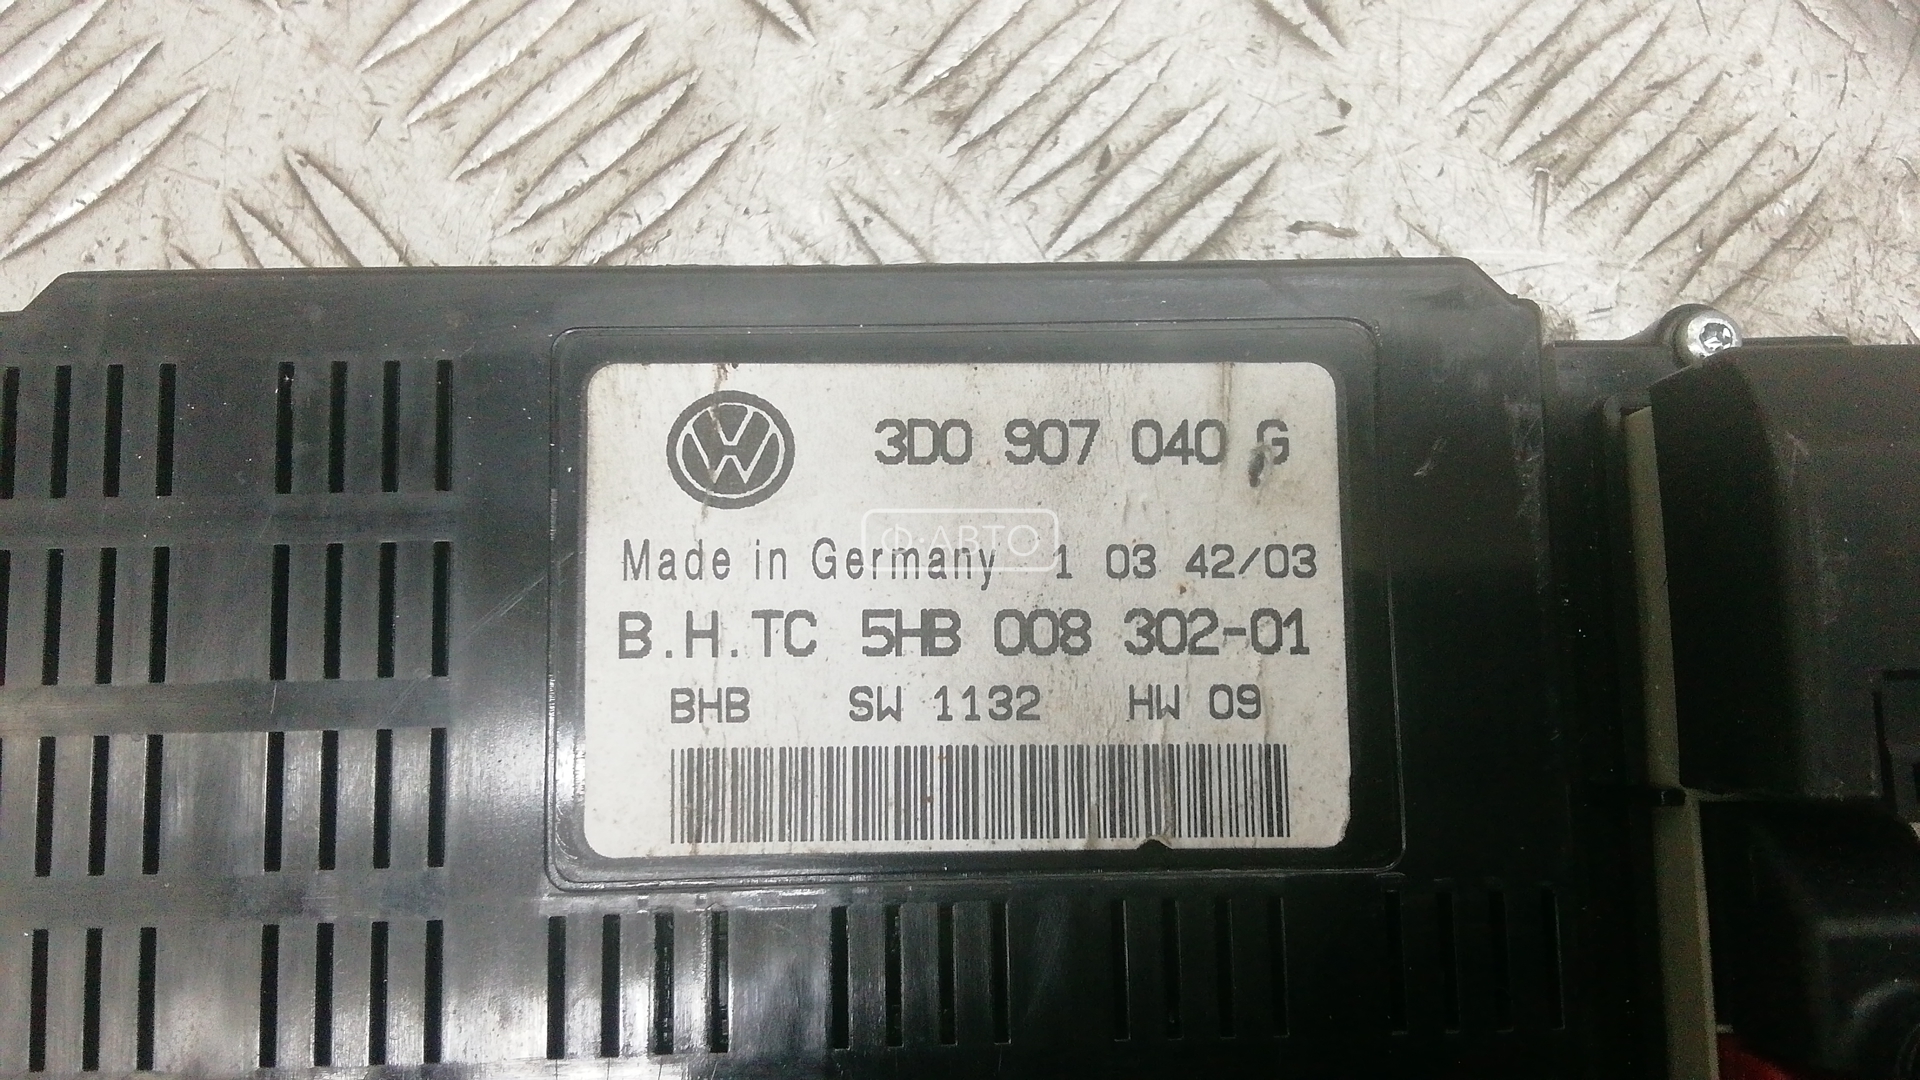 3D0 907 040 G
Ф·АВТО
Made in Germany 1 03 42/03
B.H.TC 5HB 008 302-01
BHB SW 1132 HW 09